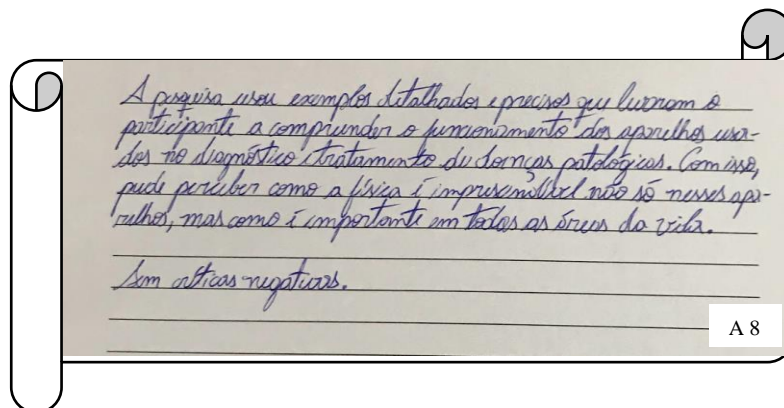 A pesquisa usou exemplos detalhados e precisos que levaram o
participante a compreender o funcionamento dos aparelhos usa-
dos no diagnóstico e tratamento de doenças patológicas. Com isso,
pude perceber como a física é imprescindível não só nesses apa-
relhos, mas como é importante em todas as áreas da vida.
Sem críticas negativas.
A 8